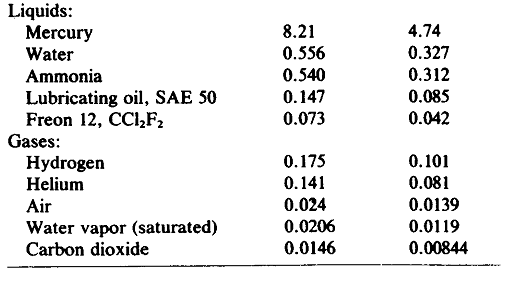 Liquids:
Mercury 8.21 4.74
Water 0.556 0.327
Ammonia 0.540 0.312
Lubricating oil, SAE 50 0.147 0.085
Freon 12, CCl₂F₂ 0.073 0.042
Gases:
Hydrogen 0.175 0.101
Helium 0.141 0.081
Air 0.024 0.0139
Water vapor (saturated) 0.0206 0.0119
Carbon dioxide 0.0146 0.00844